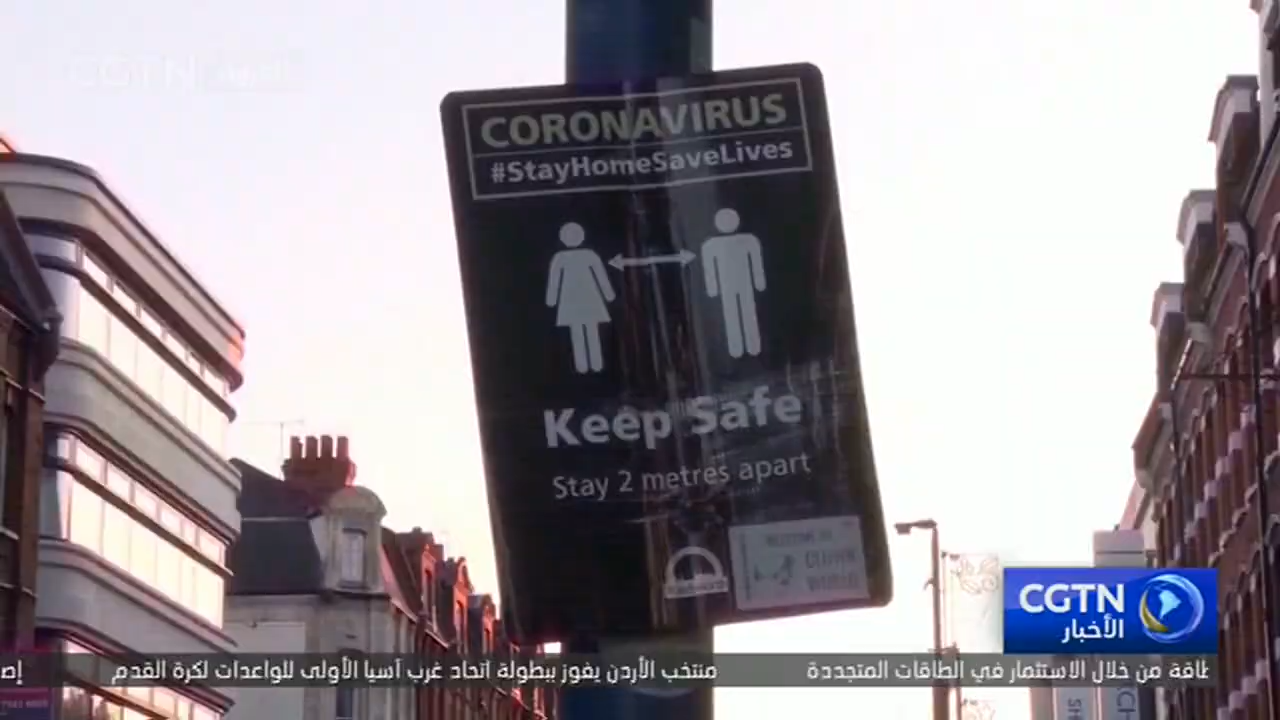 CORONAVIRUS
#StayHomeSaveLives
Keep Safe
Stay 2 metres apart
CGTN
الأخبار
طاقة من خلال الاستثمار في الطاقات المتجددة
منتخب الأردن يفوز ببطولة اتحاد غرب آسيا الأولى للواعدات لكرة القدم